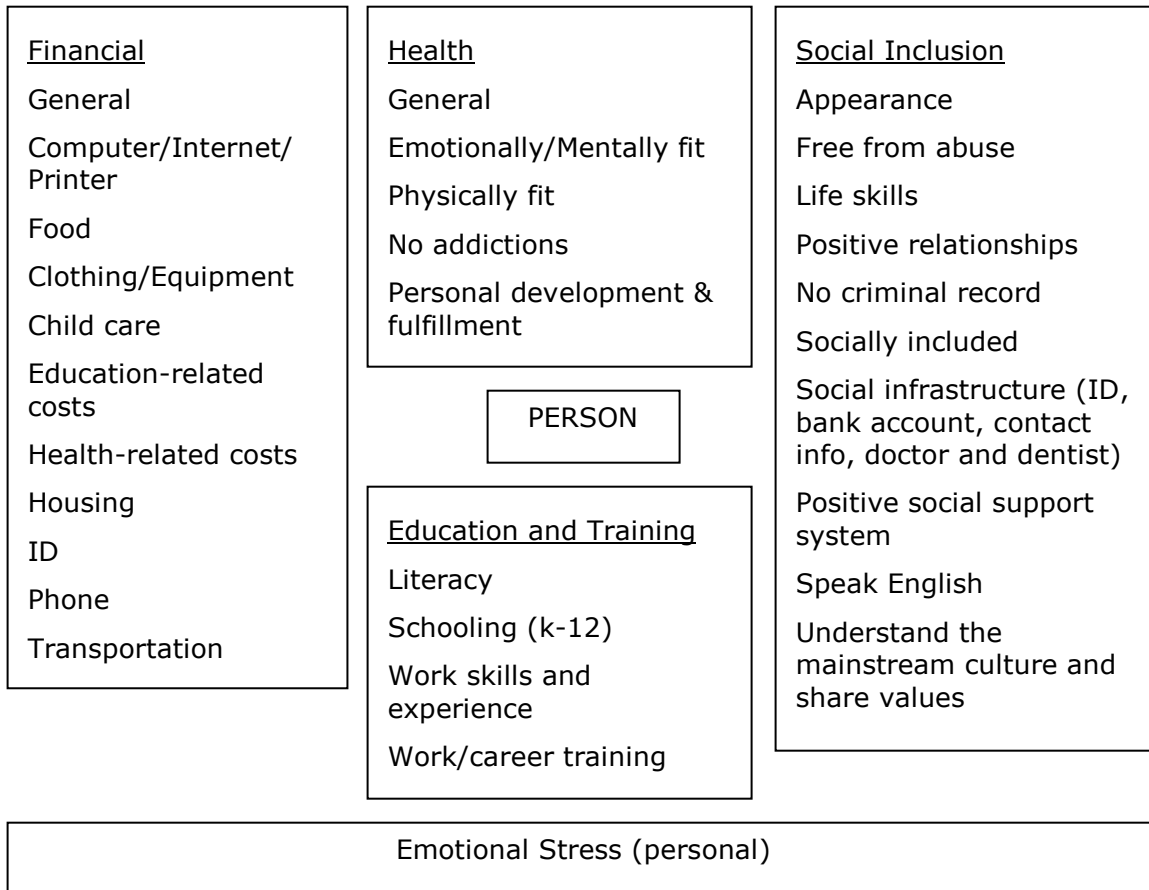 Financial
General
Computer/Internet/
Printer
Food
Clothing/Equipment
Child care
Education-related
costs
Health-related costs
Housing
ID
Phone
Transportation
Health
General
Emotionally/Mentally fit
Physically fit
No addictions
Personal development &
fulfillment
PERSON
Education and Training
Literacy
Schooling (k-12)
Work skills and
experience
Work/career training
Social Inclusion
Appearance
Free from abuse
Life skills
Positive relationships
No criminal record
Socially included
Social infrastructure (ID,
bank account, contact
info, doctor and dentist)
Positive social support
system
Speak English
Understand the
mainstream culture and
share values
Emotional Stress (personal)